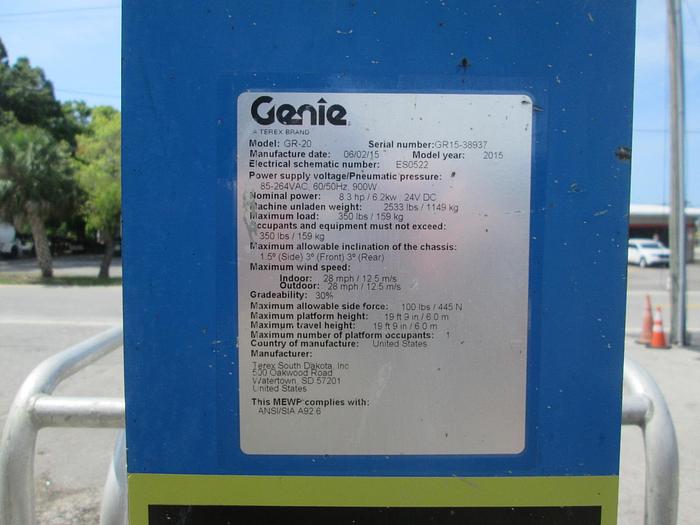 Genie
A TEREX BRAND
Model: GR-20 Serial number:GR15-38937
Manufacture date: 06/02/15 Model year: 2015
Electrical schematic number: ES0522
Power supply voltage/Pneumatic pressure:
85-264VAC, 60/50Hz, 900W
Nominal power: 8.3 hp / 6.2kw 24V DC
Machine unladen weight: 2533 lbs / 1149 kg
Maximum load: 350 lbs / 159 kg
Occupants and equipment must not exceed:
350 lbs / 159 kg
Maximum allowable inclination of the chassis:
1.5º (Side) 3º (Front) 3º (Rear)
Maximum wind speed:
Indoor: 28 mph / 12.5 m/s
Outdoor: 28 mph / 12.5 m/s
Gradeability: 30%
Maximum allowable side force: 100 lbs / 445 N
Maximum platform height: 19 ft 9 in / 6.0 m
Maximum travel height: 19 ft 9 in / 6.0 m
Maximum number of platform occupants: 1
Country of manufacture: United States
Manufacturer:
Terex South Dakota, Inc
500 Oakwood Road
Watertown, SD 57201
United States
This MEWP complies with:
ANSI/SIA A92.6